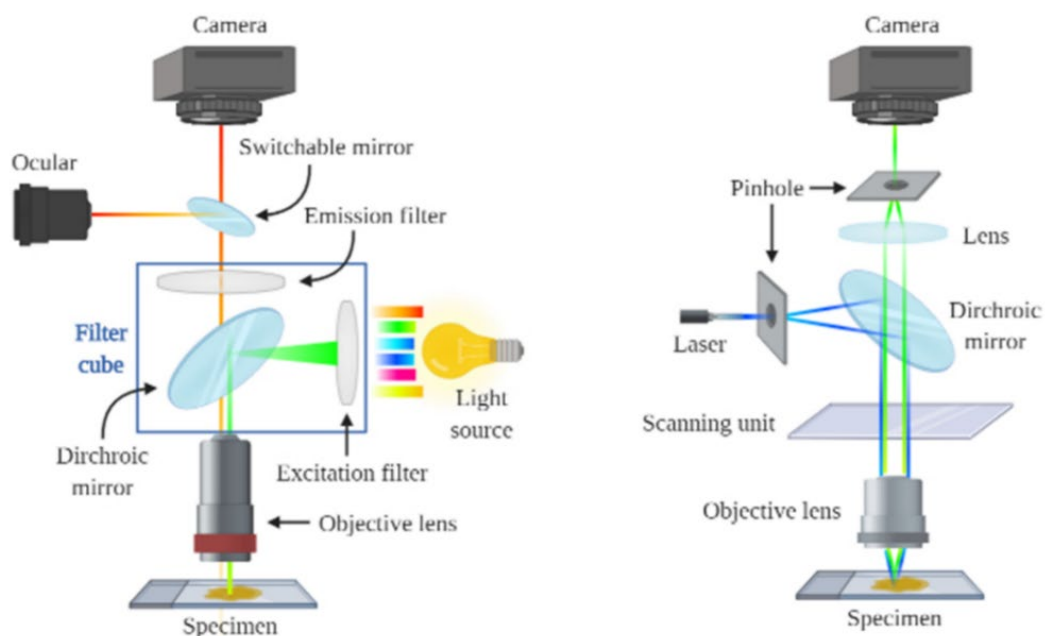 Camera
Switchable mirror
Ocular
Emission filter
Filter
cube
Light
source
Dirchroic
mirror
Excitation filter
Objective lens
Specimen
Camera
Pinhole
Lens
Dirchroic
mirror
Laser
Scanning unit
Objective lens
Specimen